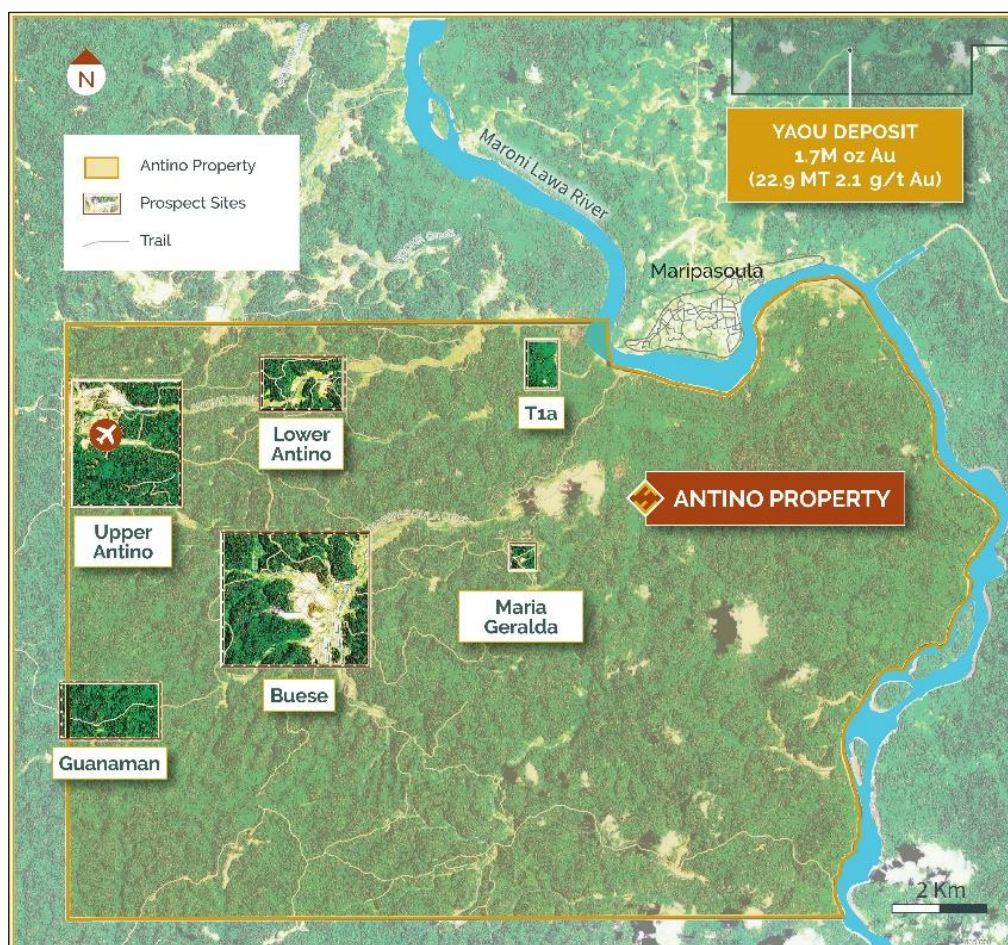 N
YAOU DEPOSIT
1.7M oz Au
(22.9 MT 2.1 g/t Au)
Antino Property
Prospect Sites
Trail
Maroni Lawa River
Maripasoula
T1a
Lower
Antino
ANTINO PROPERTY
Upper
Antino
Maria
Geralda
Buese
Guanaman
2 Km